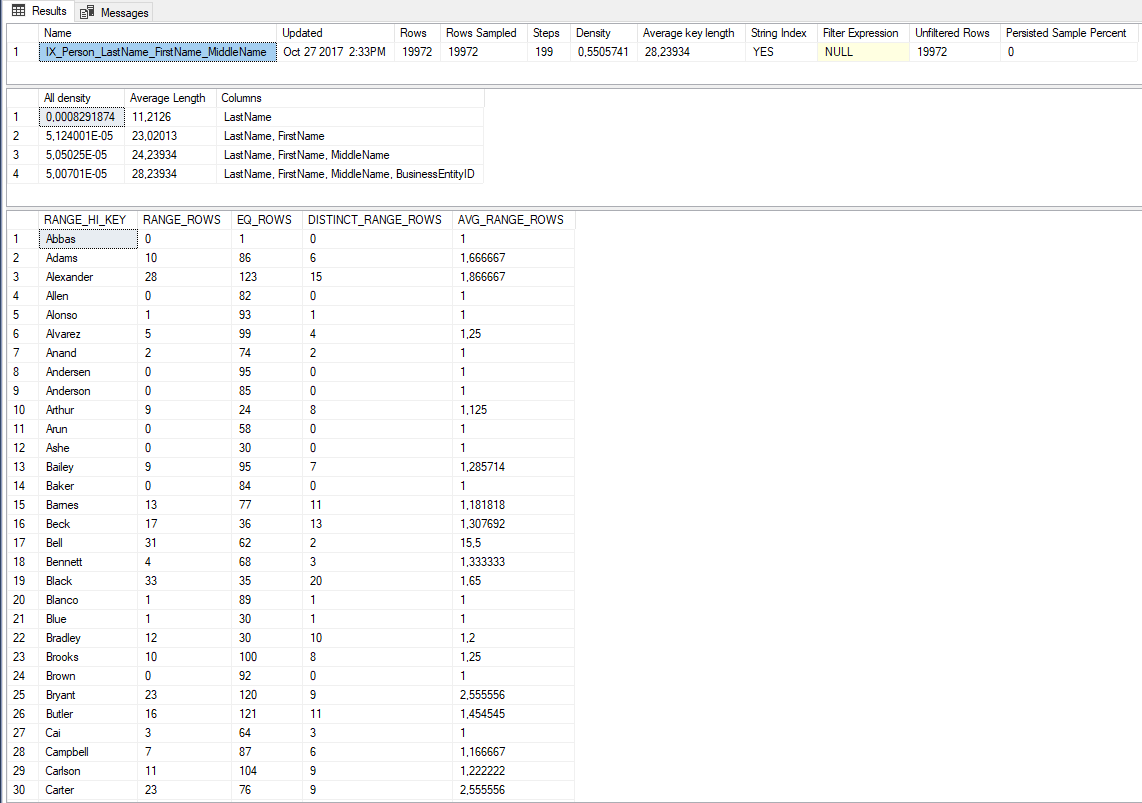 Results Messages
Name Updated Rows Rows Sampled Steps Density Average key length String Index Filter Expression Unfiltered Rows Persisted Sample Percent
1 IX_Person_LastName_FirstName_MiddleName Oct 27 2017 2:33PM 19972 19972 199 0,5505741 28,23934 YES NULL 19972 0
All density Average Length Columns
1 0,0008291874 11,2126 LastName
2 5,124001E-05 23,02013 LastName, FirstName
3 5,05025E-05 24,23934 LastName, FirstName, MiddleName
4 5,00701E-05 28,23934 LastName, FirstName, MiddleName, BusinessEntityID
RANGE_HI_KEY RANGE_ROWS EQ_ROWS DISTINCT_RANGE_ROWS AVG_RANGE_ROWS
1 Abbas 0 1 0 1
2 Adams 10 86 6 1,666667
3 Alexander 28 123 15 1,866667
4 Allen 0 82 0 1
5 Alonso 1 93 1 1
6 Alvarez 5 99 4 1,25
7 Anand 2 74 2 1
8 Andersen 0 95 0 1
9 Anderson 0 85 0 1
10 Arthur 9 24 8 1,125
11 Arun 0 58 0 1
12 Ashe 0 30 0 1
13 Bailey 9 95 7 1,285714
14 Baker 0 84 0 1
15 Barnes 13 77 11 1,181818
16 Beck 17 36 13 1,307692
17 Bell 31 62 2 15,5
18 Bennett 4 68 3 1,333333
19 Black 33 35 20 1,65
20 Blanco 1 89 1 1
21 Blue 1 30 1 1
22 Bradley 12 30 10 1,2
23 Brooks 10 100 8 1,25
24 Brown 0 92 0 1
25 Bryant 23 120 9 2,555556
26 Butler 16 121 11 1,454545
27 Cai 3 64 3 1
28 Campbell 7 87 6 1,166667
29 Carlson 11 104 9 1,222222
30 Carter 23 76 9 2,555556